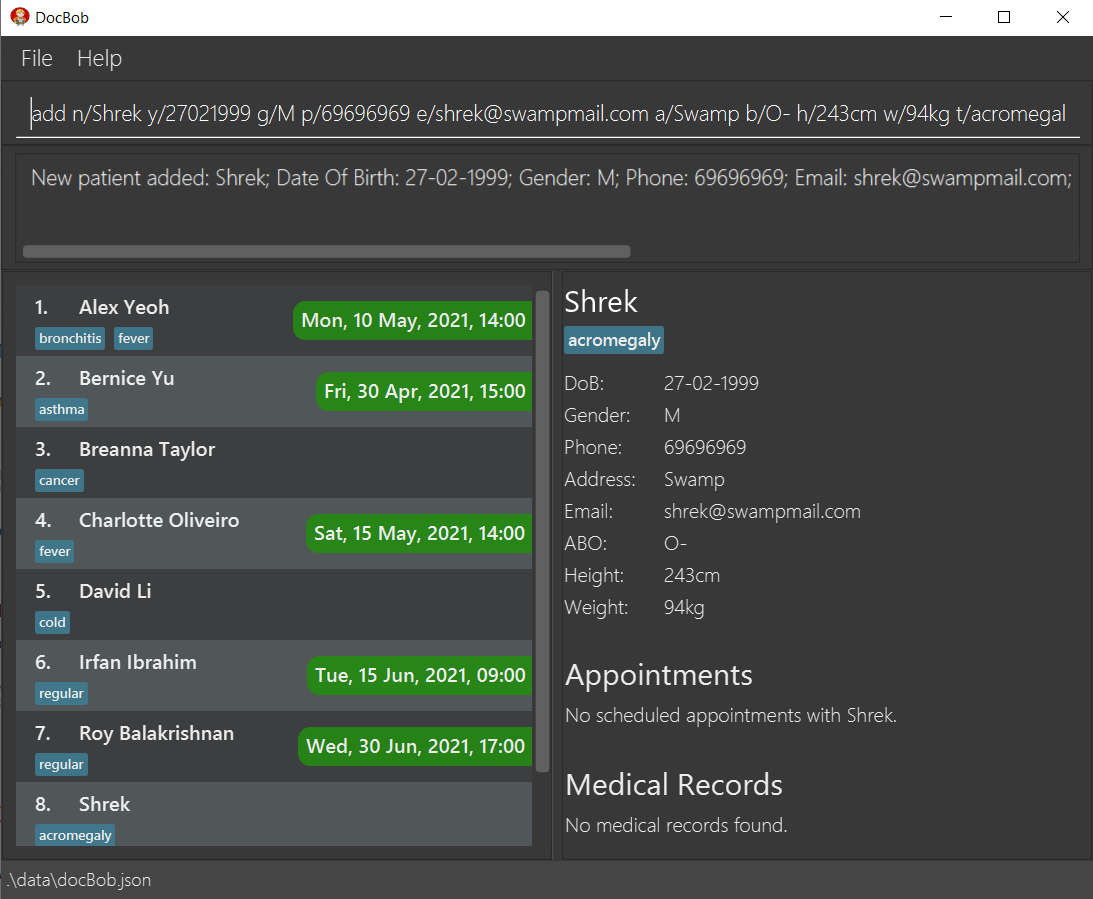 DocBob
File Help
add n/Shrek y/27021999 g/M p/69696969 e/shrek@swampmail.com a/Swamp b/O- h/243cm w/94kg t/acromegal
New patient added: Shrek; Date Of Birth: 27-02-1999; Gender: M; Phone: 69696969; Email: shrek@swampmail.com;
1. Alex Yeoh
Mon, 10 May, 2021, 14:00
bronchitis fever
2. Bernice Yu
Fri, 30 Apr, 2021, 15:00
asthma
3. Breanna Taylor
cancer
4. Charlotte Oliveiro
Sat, 15 May, 2021, 14:00
fever
5. David Li
cold
6. Irfan Ibrahim
Tue, 15 Jun, 2021, 09:00
regular
7. Roy Balakrishnan
Wed, 30 Jun, 2021, 17:00
regular
8. Shrek
acromegaly
Shrek
acromegaly
DoB: 27-02-1999
Gender: M
Phone: 69696969
Address: Swamp
Email: shrek@swampmail.com
ABO: O-
Height: 243cm
Weight: 94kg
Appointments
No scheduled appointments with Shrek.
Medical Records
No medical records found.
.\data\docBob.json